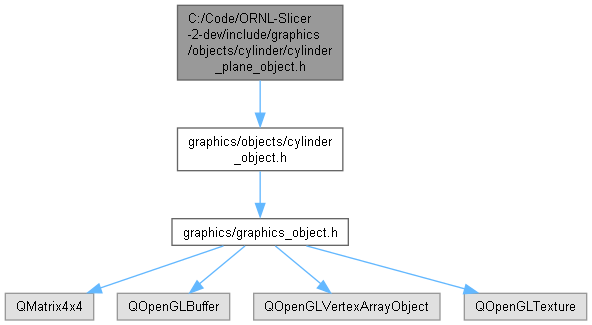 C:/Code/ORNL-Slicer
-2-dev/include/graphics
/objects/cylinder/cylinder
_plane_object.h
graphics/objects/cylinder
_object.h
graphics/graphics_object.h
QMatrix4x4
QOpenGLBuffer
QOpenGLVertexArrayObject
QOpenGLTexture